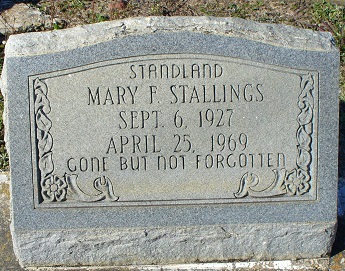 STANDLAND
MARY F. STALLINGS
SEPT. 6, 1927
APRIL 25, 1969
GONE BUT NOT FORGOTTEN